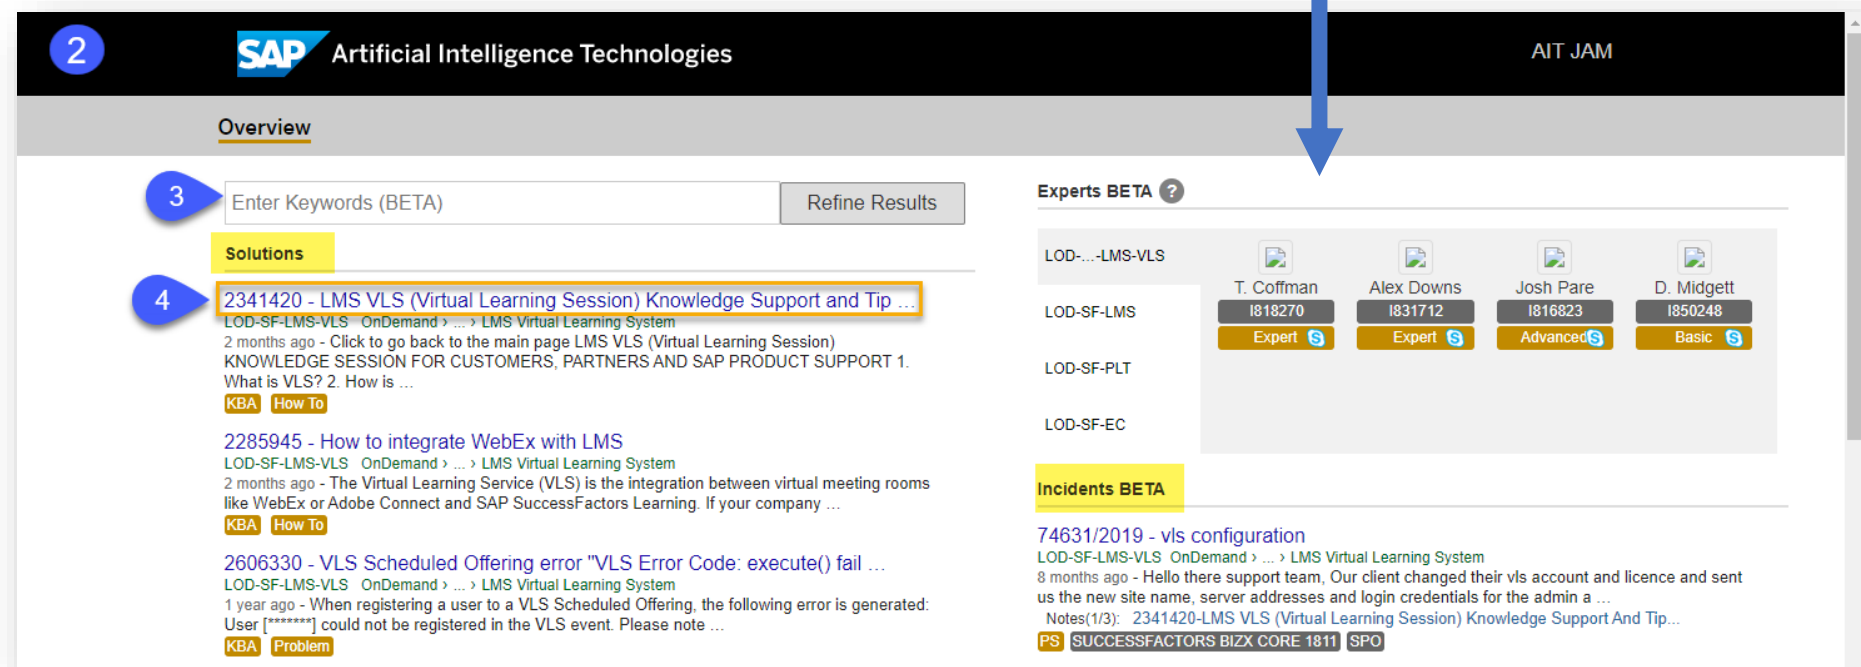 2
SAP Artificial Intelligence Technologies
AIT JAM
Overview
3
Enter Keywords (BETA)
Refine Results
Solutions
4
2341420 - LMS VLS (Virtual Learning Session) Knowledge Support and Tip ...
LOD-SF-LMS-VLS OnDemand › ... › LMS Virtual Learning System
2 months ago - Click to go back to the main page LMS VLS (Virtual Learning Session)
KNOWLEDGE SESSION FOR CUSTOMERS, PARTNERS AND SAP PRODUCT SUPPORT 1.
What is VLS? 2. How is ...
KBA How To
2285945 - How to integrate WebEx with LMS
LOD-SF-LMS-VLS OnDemand › ... › LMS Virtual Learning System
2 months ago - The Virtual Learning Service (VLS) is the integration between virtual meeting rooms
like WebEx or Adobe Connect and SAP SuccessFactors Learning. If your company ...
KBA How To
2606330 - VLS Scheduled Offering error "VLS Error Code: execute() fail ...
LOD-SF-LMS-VLS OnDemand › ... › LMS Virtual Learning System
1 year ago - When registering a user to a VLS Scheduled Offering, the following error is generated:
User [*******] could not be registered in the VLS event. Please note ...
KBA Problem
Experts BETA ?
LOD-...-LMS-VLS
LOD-SF-LMS
LOD-SF-PLT
LOD-SF-EC
T. Coffman
I818270
Expert S
Alex Downs
I831712
Expert S
Josh Pare
I816823
Advanced S
D. Midgett
I850248
Basic S
Incidents BETA
74631/2019 - vls configuration
LOD-SF-LMS-VLS OnDemand › ... › LMS Virtual Learning System
8 months ago - Hello there support team, Our client changed their vls account and licence and sent
us the new site name, server addresses and login credentials for the admin a ...
Notes(1/3): 2341420-LMS VLS (Virtual Learning Session) Knowledge Support And Tip...
PS SUCCESSFACTORS BIZX CORE 1811 SPO